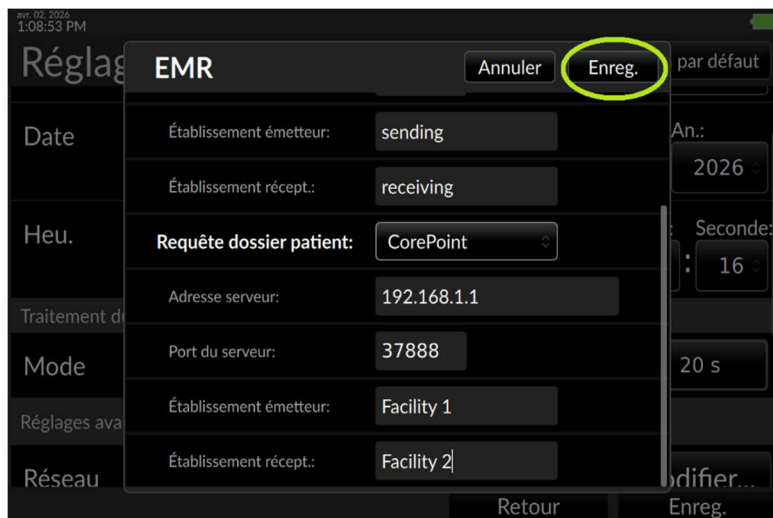 avr. 02, 2026
1:08:53 PM
Réglag
EMR
Annuler
Enreg.
par défaut
Date
Établissement émetteur:
sending
An.:
2026
Établissement récept.:
receiving
Heu.
Requête dossier patient:
CorePoint
Seconde:
: 16
Adresse serveur:
192.168.1.1
Traitement d
Port du serveur:
37888
Mode
20 s
Établissement émetteur:
Facility 1
Réglages ava
Établissement récept.:
Facility 2
Réseau
odifier...
Retour
Enreg.